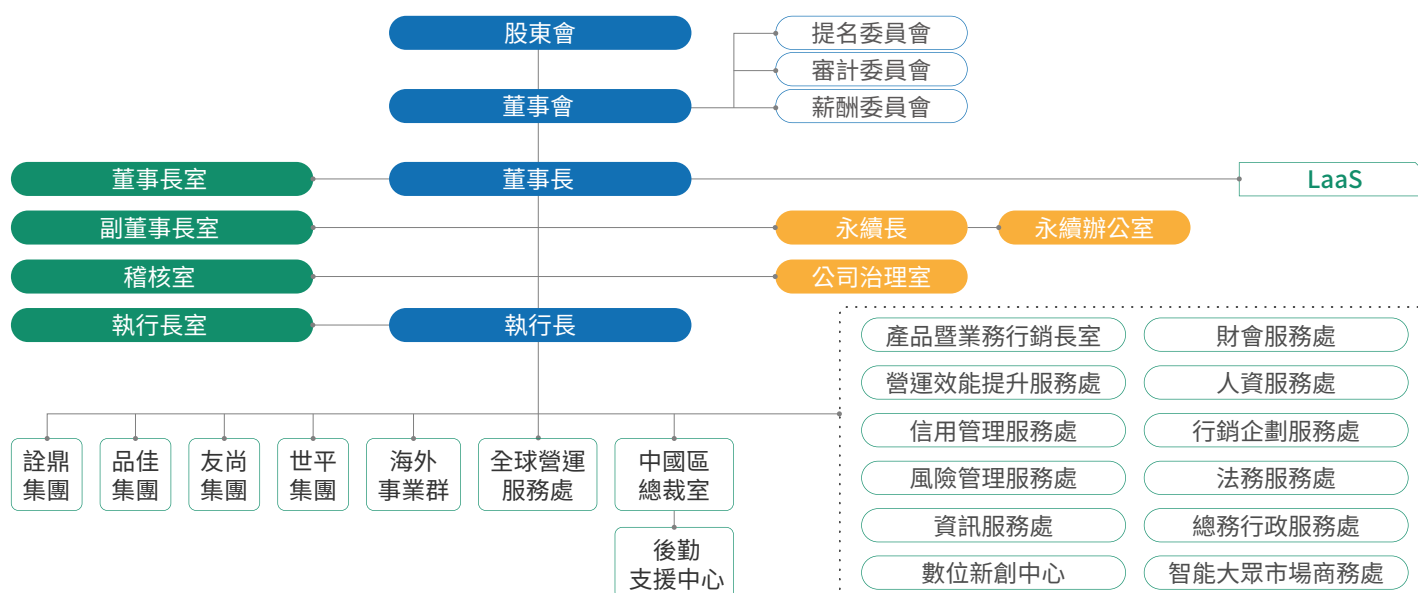 股東會
提名委員會
審計委員會
董事會
薪酬委員會
董事長室
董事長
LaaS
副董事長室
永續長
永續辦公室
稽核室
公司治理室
執行長室
執行長
產品暨業務行銷長室
財會服務處
營運效能提升服務處
人資服務處
信用管理服務處
行銷企劃服務處
風險管理服務處
法務服務處
資訊服務處
總務行政服務處
數位新創中心
智能大眾市場商務處
詮鼎
集團
品佳
集團
友尚
集團
世平
集團
海外
事業群
全球營運
服務處
中國區
總裁室
後勤
支援中心